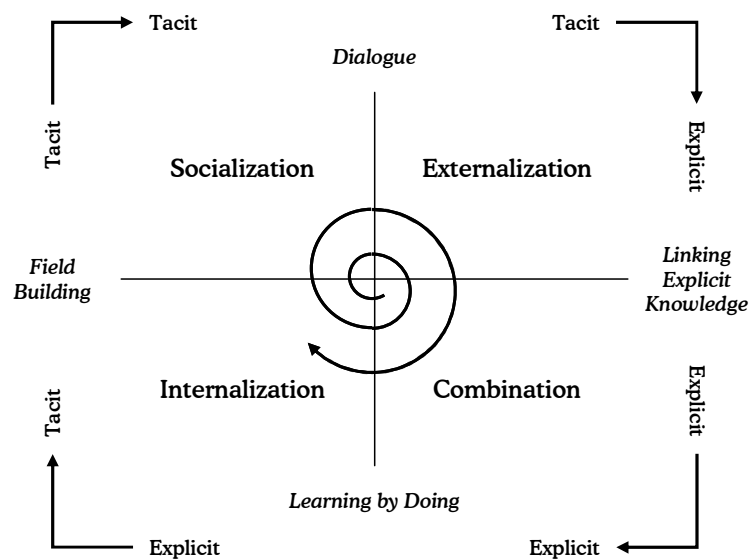 Tacit
Tacit
Dialogue
Tacit
Explicit
Socialization
Externalization
Field
Building
Linking
Explicit
Knowledge
Internalization
Combination
Tacit
Explicit
Learning by Doing
Explicit
Explicit